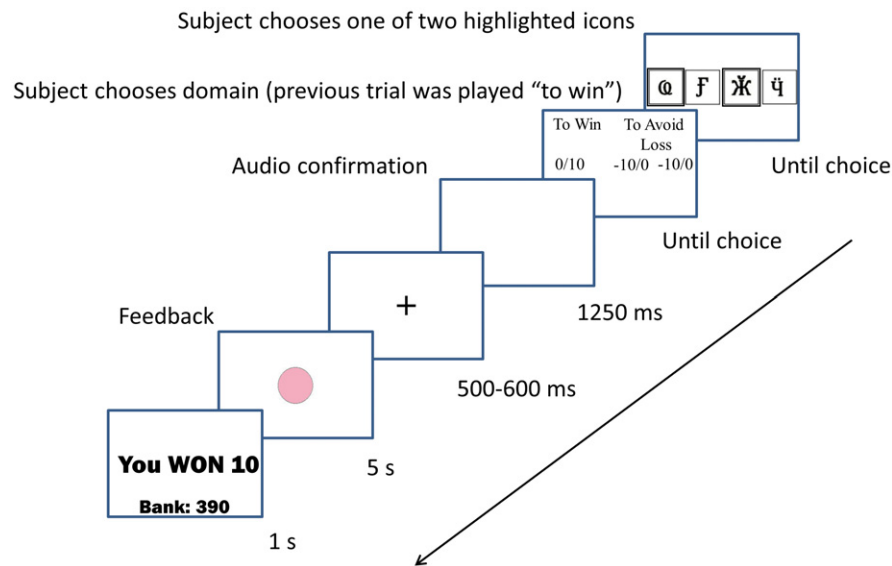 Subject chooses one of two highlighted icons
Ҩ Ӻ Ӝ ӵ
Subject chooses domain (previous trial was played “to win”)
To Win To Avoid
Loss
0/10 -10/0 -10/0
Until choice
Audio confirmation
Until choice
1250 ms
+
500-600 ms
Feedback
5 s
You WON 10
Bank: 390
1 s